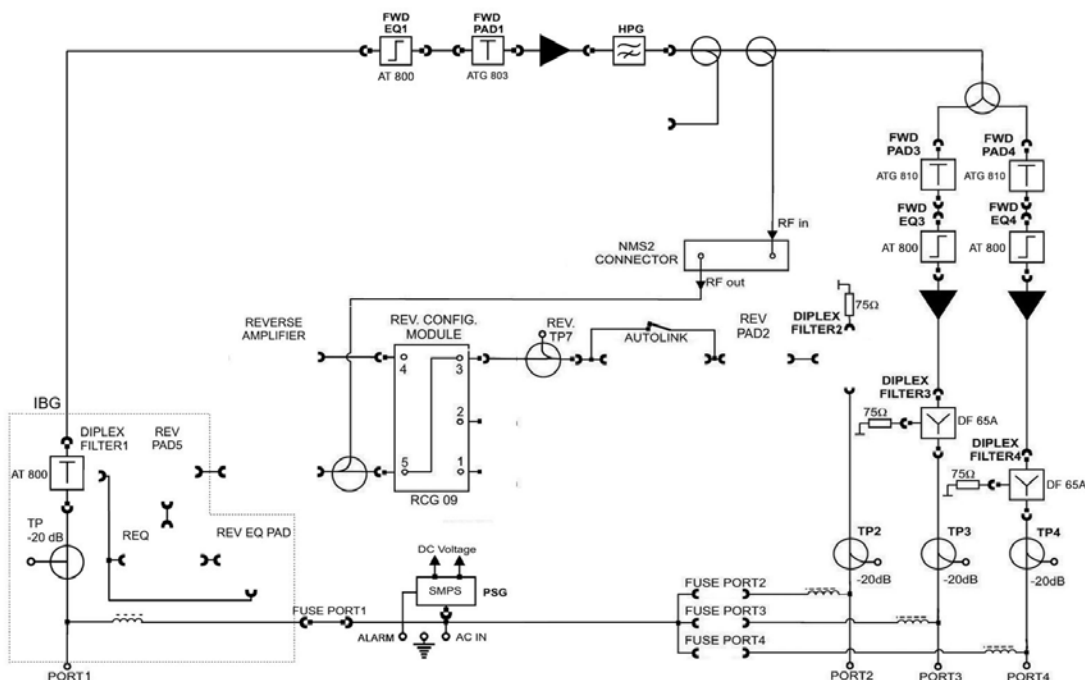 FWD
EQ1
AT 800
FWD
PAD1
ATG 803
HPG
FWD
PAD3
ATG 810
FWD
PAD4
ATG 810
FWD
EQ3
AT 800
FWD
EQ4
AT 800
RF in
NMS2
CONNECTOR
RF out
75Ω
DIPLEX
FILTER2
REVERSE
AMPLIFIER
REV. CONFIG.
MODULE
4
3
2
5
1
RCG 09
REV.
TP7
AUTOLINK
REV
PAD2
DIPLEX
FILTER3
75Ω
DF 65A
DIPLEX
FILTER4
75Ω
DF 65A
IBG
DIPLEX
FILTER1
REV
PAD5
AT 800
TP
-20 dB
REQ
REV EQ PAD
DC Voltage
SMPS
PSG
ALARM
AC IN
FUSE PORT1
FUSE PORT2
FUSE PORT3
FUSE PORT4
TP2
-20dB
TP3
-20dB
TP4
-20dB
PORT1
PORT2
PORT3
PORT4